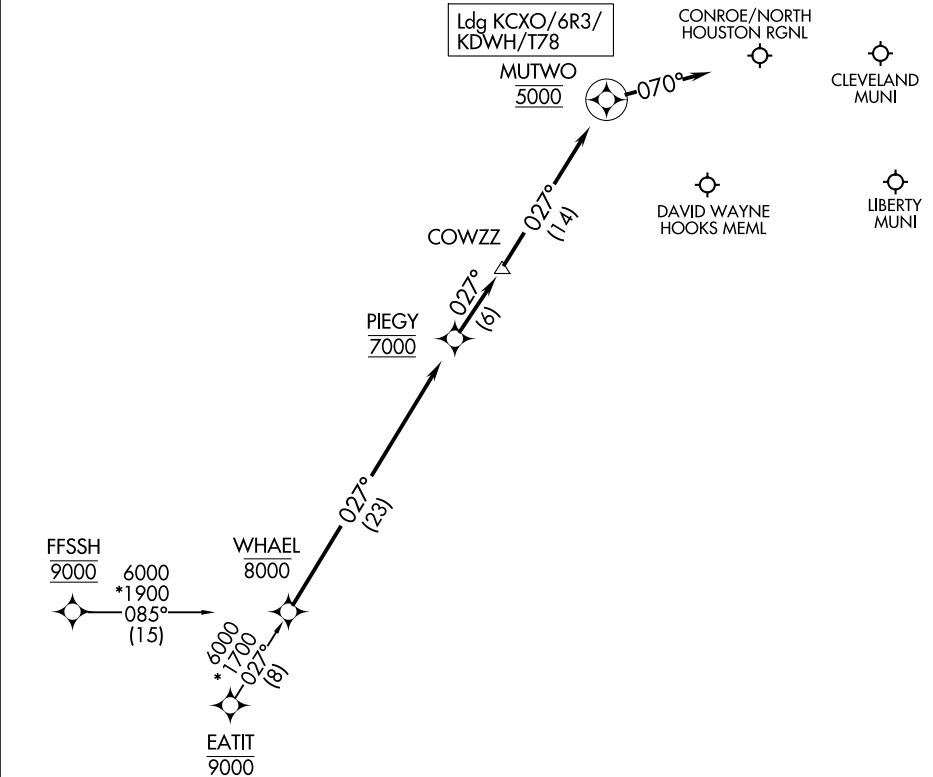 Ldg KCXO/6R3/
KDWH/T78
CONROE/NORTH
HOUSTON RGNL
CLEVELAND
MUNI
MUTWO
5000
070°
DAVID WAYNE
HOOKS MEML
LIBERTY
MUNI
027°
(14)
COWZZ
027°
(6)
PIEGY
7000
027°
(23)
FFSSH
9000
6000
*1900
085°
(15)
WHAEL
8000
6000
*1700
027°
(8)
EATIT
9000